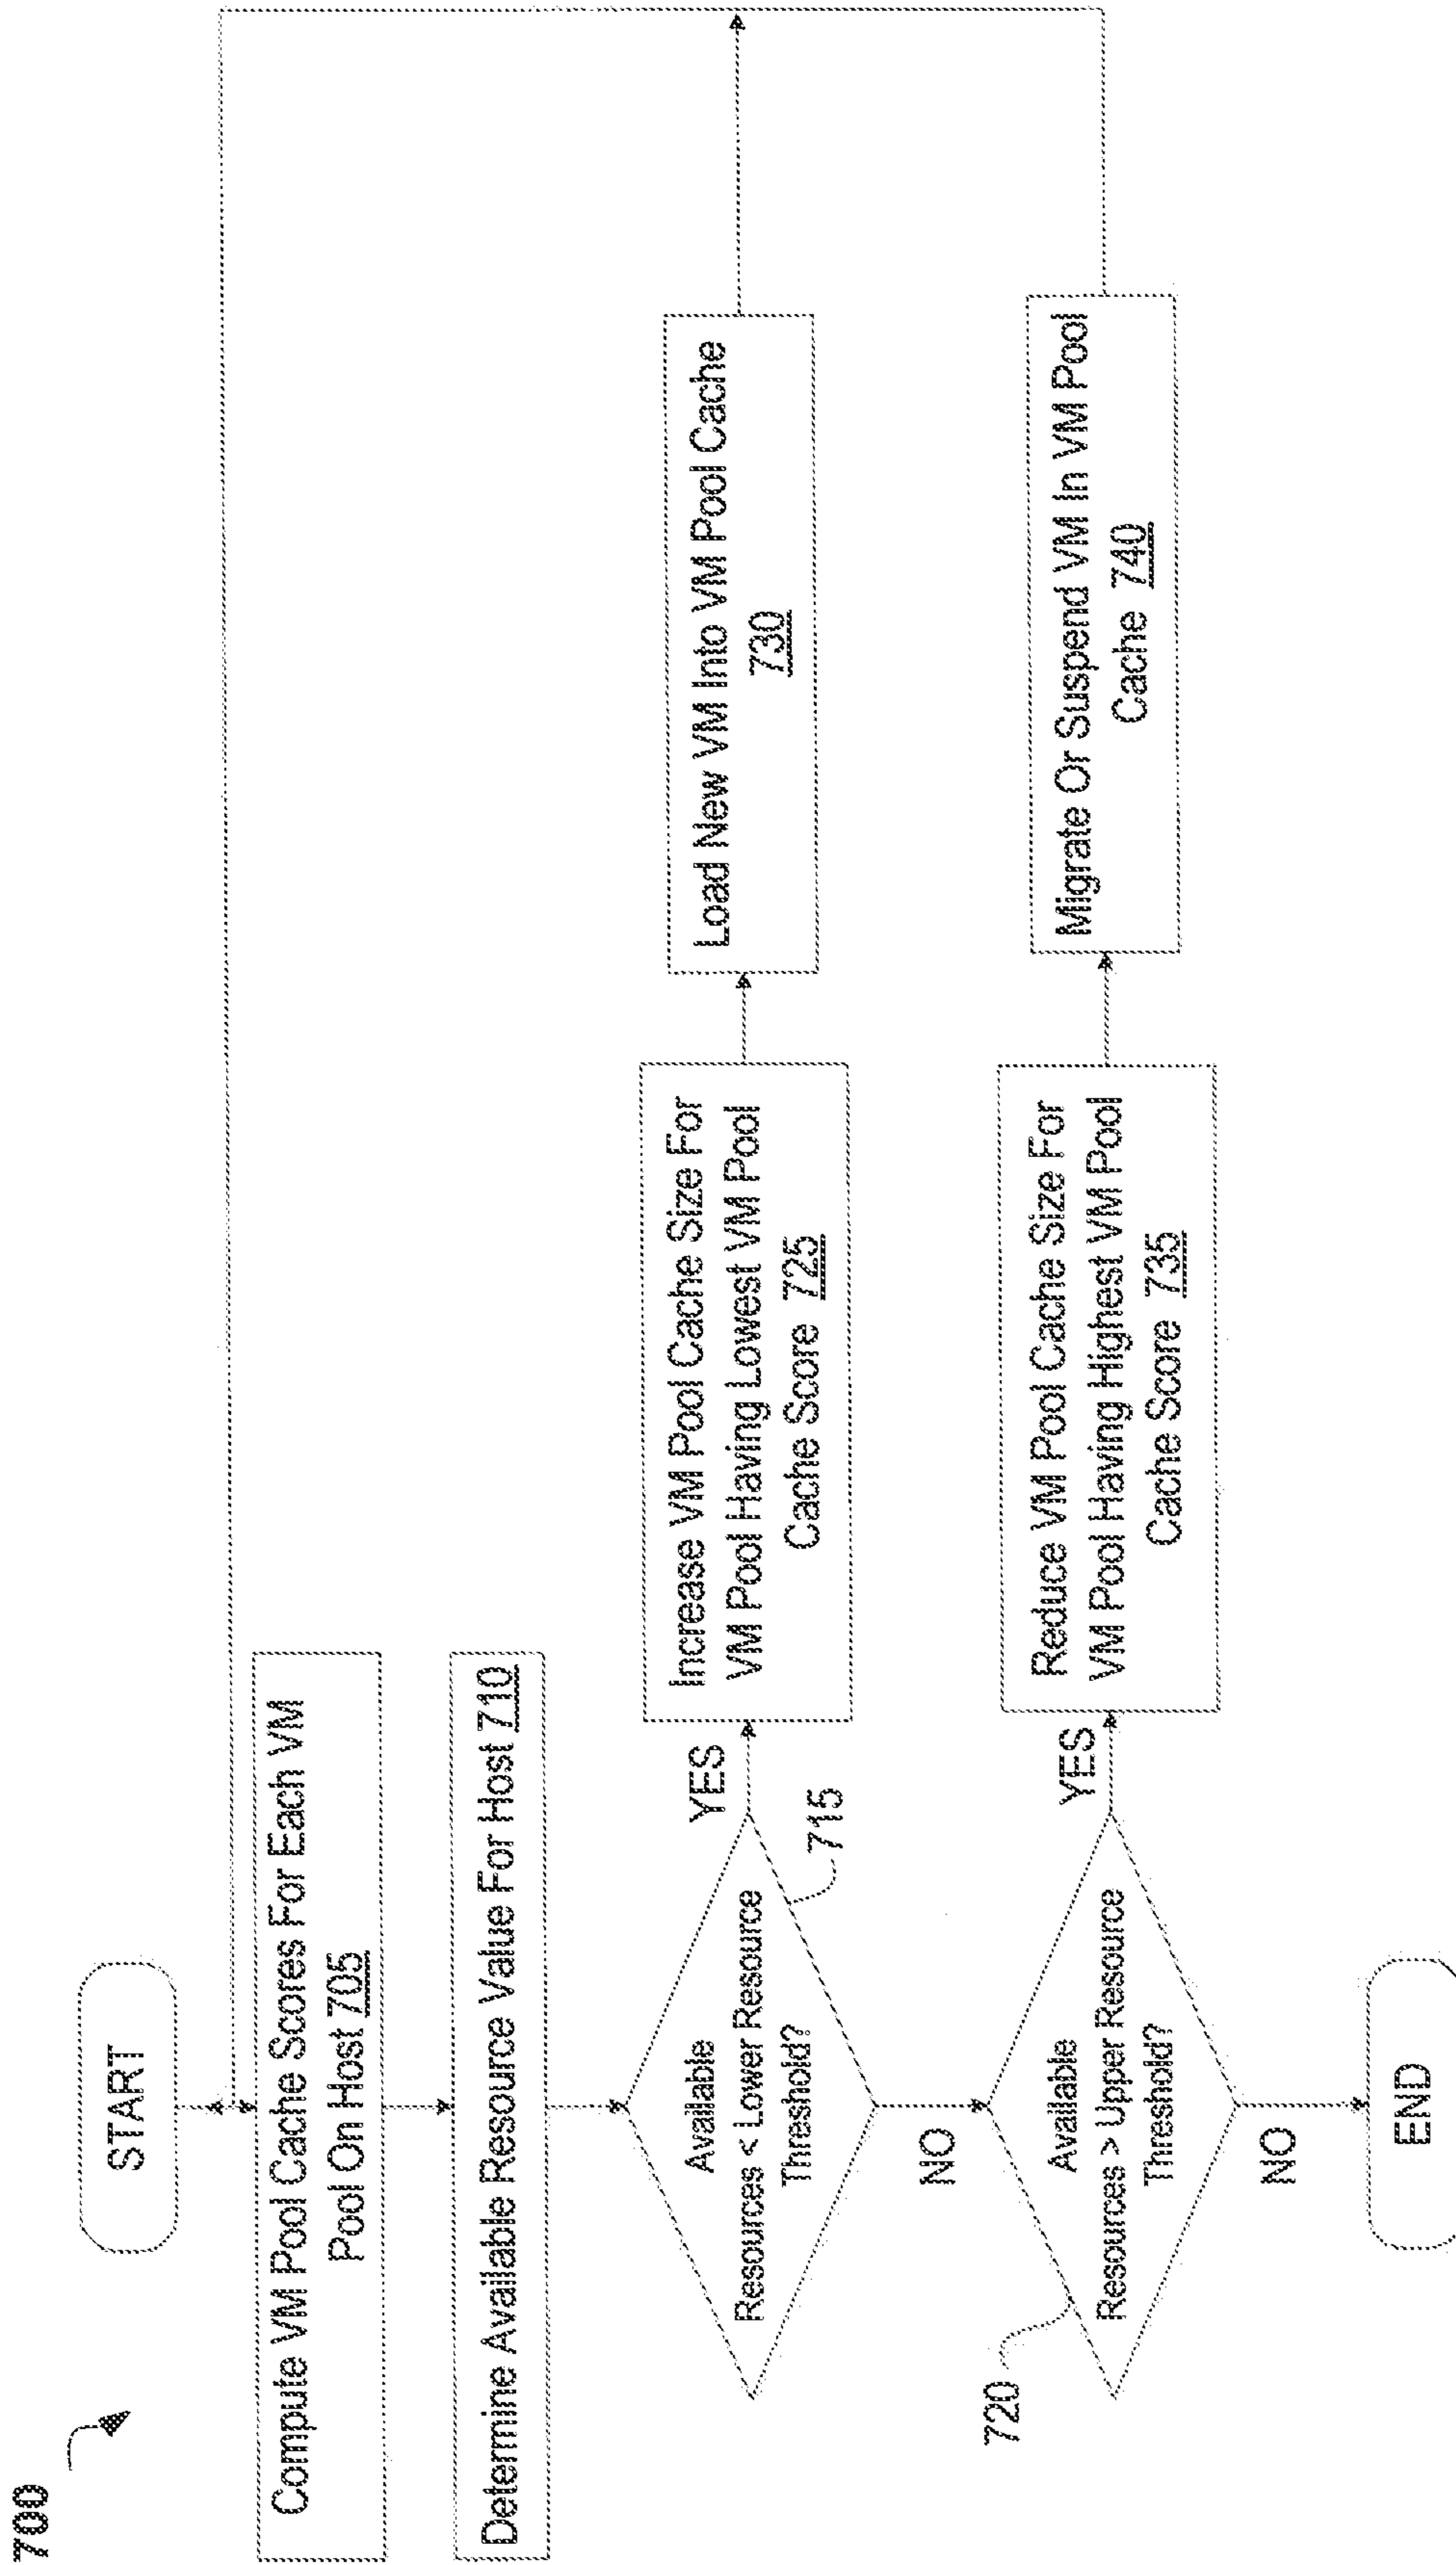 700
START
Compute VM Pool Cache Scores For Each VM
Pool On Host 705
Determine Available Resource Value For Host 710
Available
Resources < Lower Resource
Threshold?
715
YES
Increase VM Pool Cache Size For
VM Pool Having Lowest VM Pool
Cache Score 725
Load New VM Into VM Pool Cache
730
NO
Available
Resources > Upper Resource
Threshold?
720
YES
Reduce VM Pool Cache Size For
VM Pool Having Highest VM Pool
Cache Score 735
Migrate Or Suspend VM In VM Pool
Cache 740
NO
END